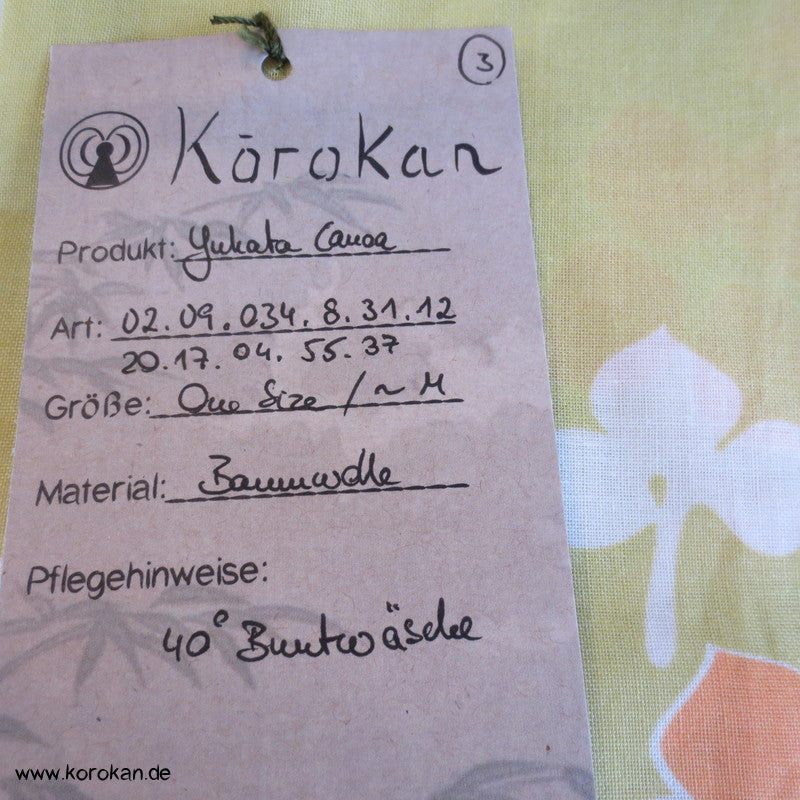 3
Kōrokan
Produkt: Yukata Canoa
Art: 02.09.034.8.31.12
20.17.04.55.37
Größe: One Size / ~ M
Material: Baumwolle
Pflegehinweise:
40° Buntwäsche
www.korokan.de